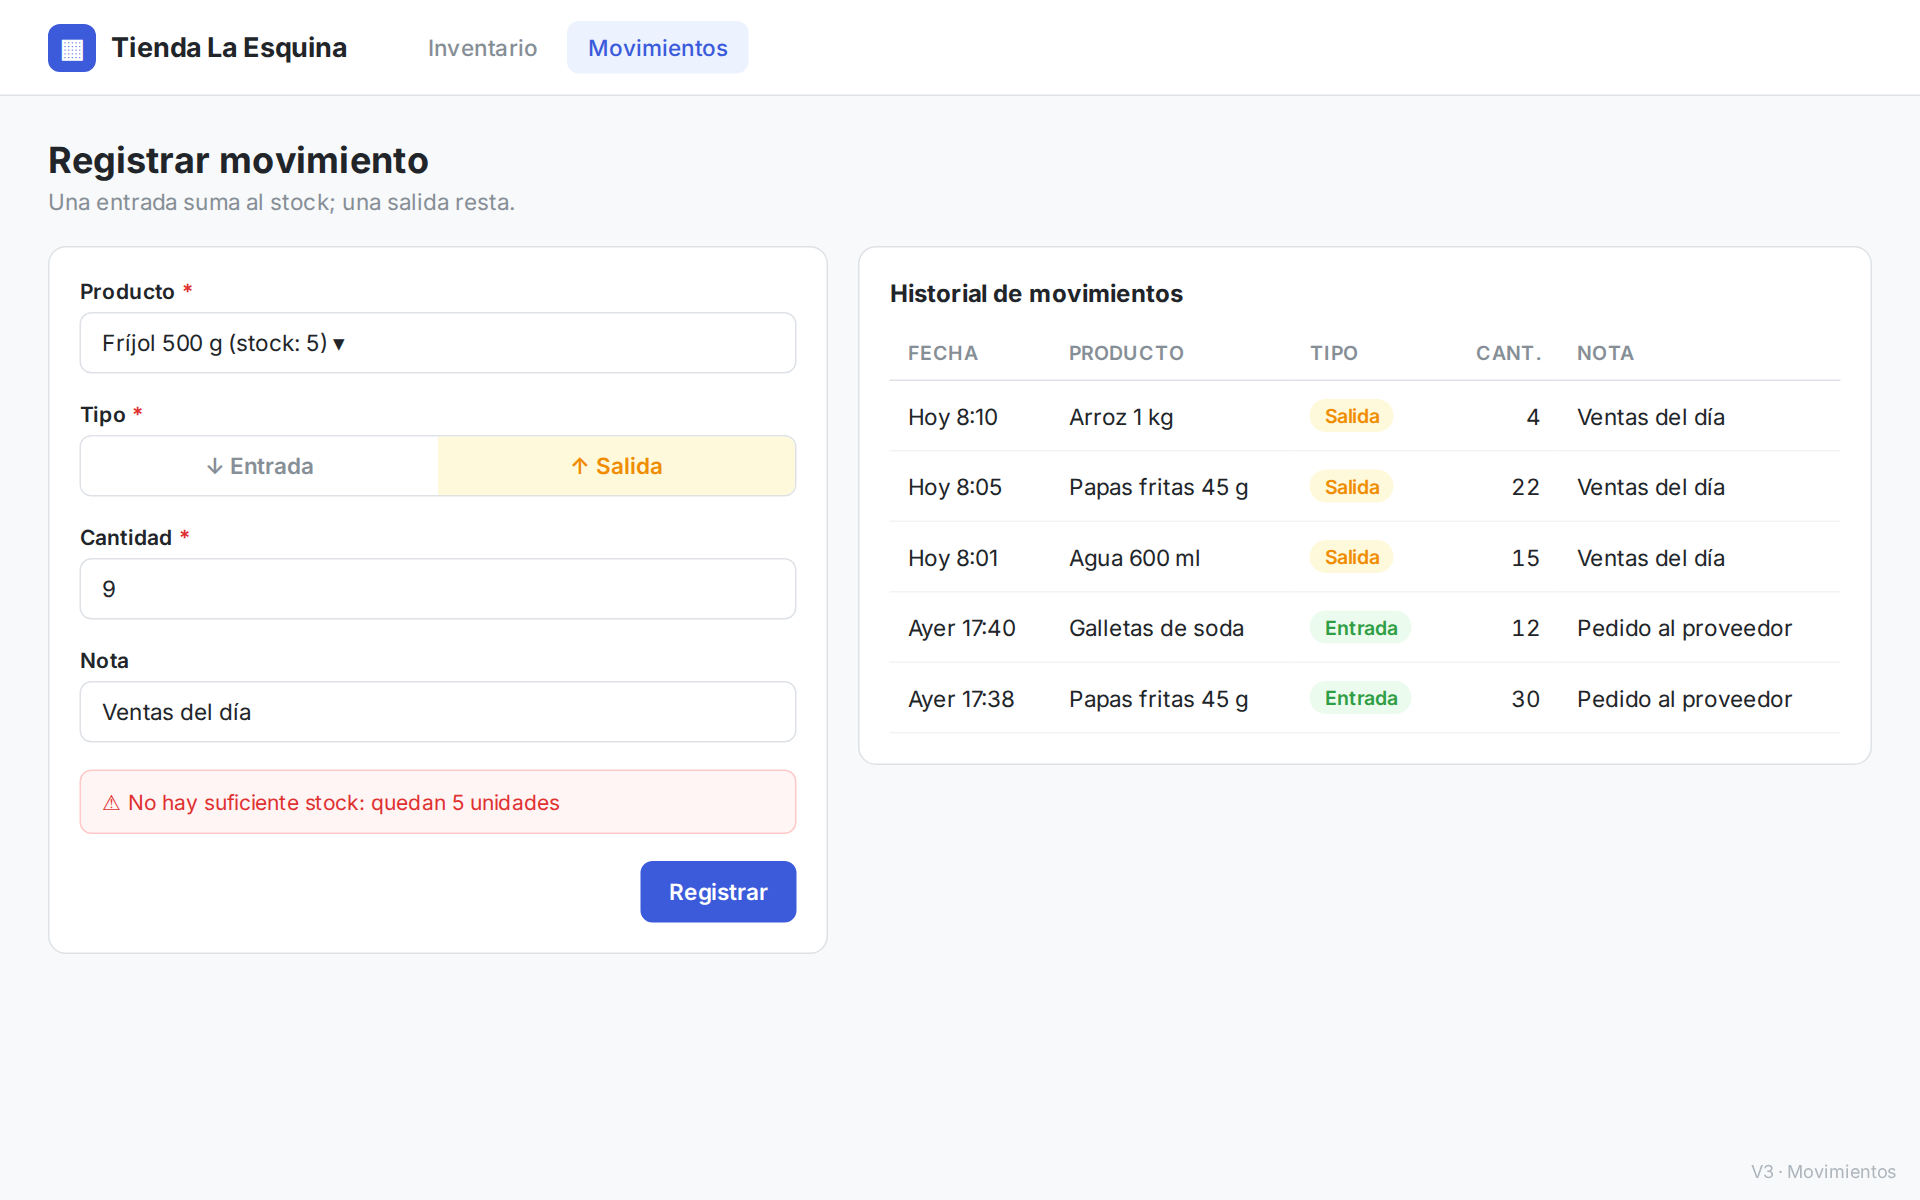 Tienda La Esquina
Inventario
Movimientos
Registrar movimiento
Una entrada suma al stock; una salida resta.
Producto *
Fríjol 500 g (stock: 5) ▾
Tipo *
↓ Entrada
↑ Salida
Cantidad *
9
Nota
Ventas del día
⚠ No hay suficiente stock: quedan 5 unidades
Registrar
Historial de movimientos
FECHA PRODUCTO TIPO CANT. NOTA
Hoy 8:10 Arroz 1 kg Salida 4 Ventas del día
Hoy 8:05 Papas fritas 45 g Salida 22 Ventas del día
Hoy 8:01 Agua 600 ml Salida 15 Ventas del día
Ayer 17:40 Galletas de soda Entrada 12 Pedido al proveedor
Ayer 17:38 Papas fritas 45 g Entrada 30 Pedido al proveedor
V3 · Movimientos